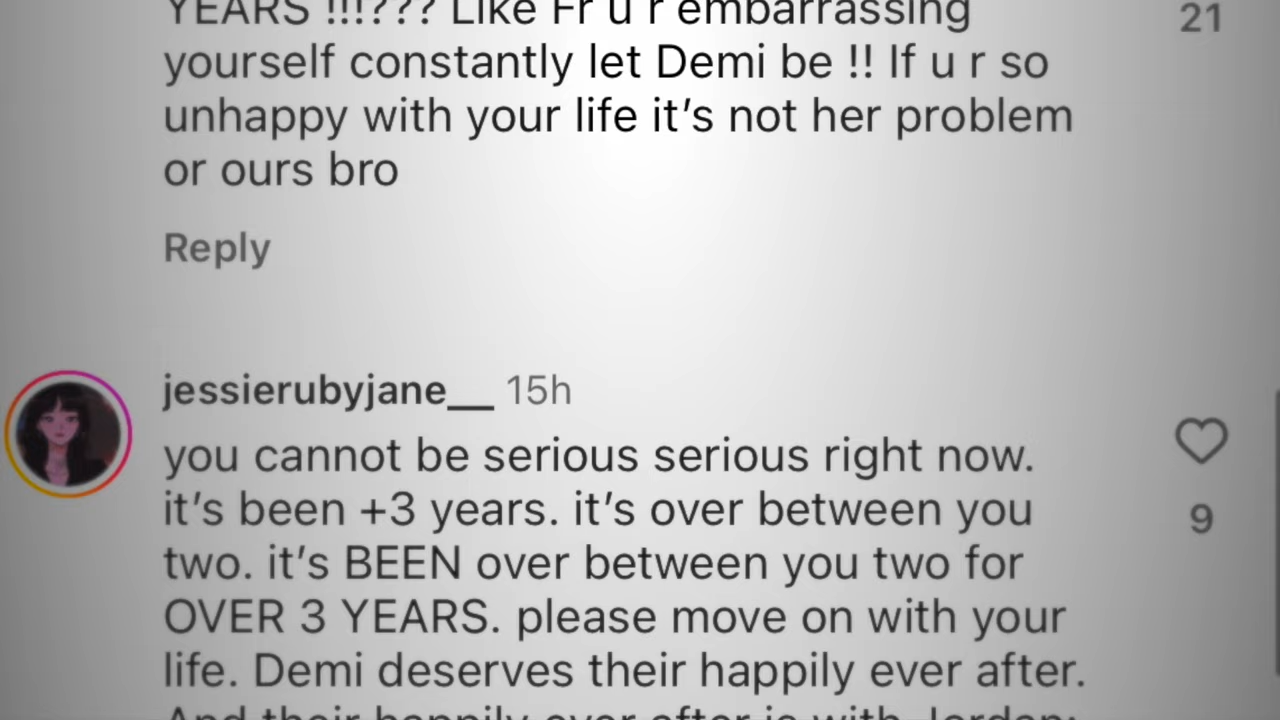 YEARS !!!??? Like Fr u r embarrassing
21
yourself constantly let Demi be !! If u r so
unhappy with your life it’s not her problem
or ours bro
Reply
jessierubyjane__ 15h
you cannot be serious serious right now.
it’s been +3 years. it’s over between you
9
two. it’s BEEN over between you two for
OVER 3 YEARS. please move on with your
life. Demi deserves their happily ever after.
And their happily ever after is with Jordan: